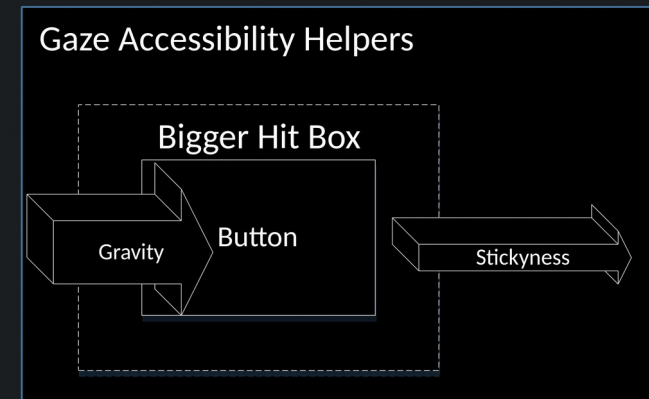 Gaze Accessibility Helpers
Bigger Hit Box
Button
Gravity
Stickyness